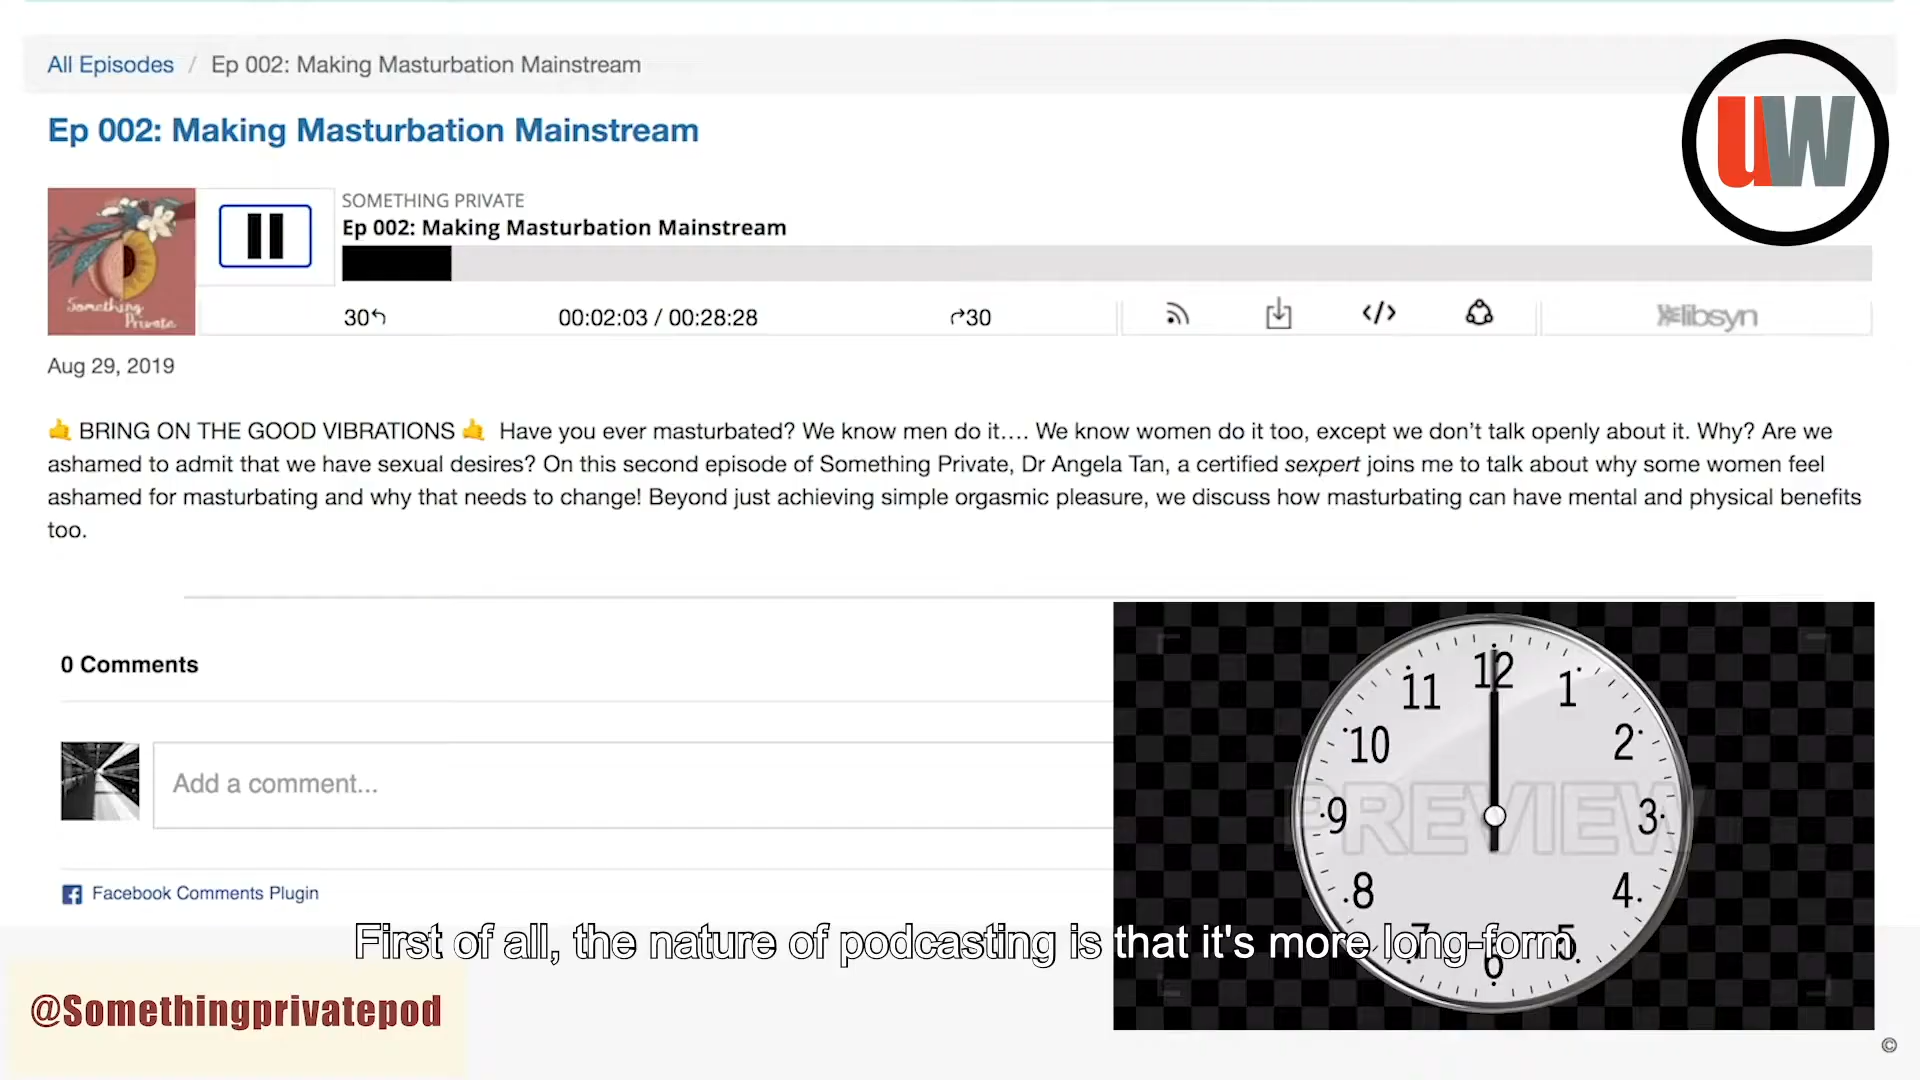 All Episodes / Ep 002: Making Masturbation Mainstream
uw
Ep 002: Making Masturbation Mainstream
SOMETHING PRIVATE
Ep 002: Making Masturbation Mainstream
Something
Private
30 00:02:03 / 00:28:28 30 </> libsyn
Aug 29, 2019
🤙 BRING ON THE GOOD VIBRATIONS 🤙 Have you ever masturbated? We know men do it…. We know women do it too, except we don’t talk openly about it. Why? Are we
ashamed to admit that we have sexual desires? On this second episode of Something Private, Dr Angela Tan, a certified sexpert joins me to talk about why some women feel
ashamed for masturbating and why that needs to change! Beyond just achieving simple orgasmic pleasure, we discuss how masturbating can have mental and physical benefits
too.
0 Comments
Add a comment...
Facebook Comments Plugin
12
11 1
10 2
PREVIEW
9 3
8 4
7 5
6
First of all, the nature of podcasting is that it's more long-form
@Somethingprivatepod
©